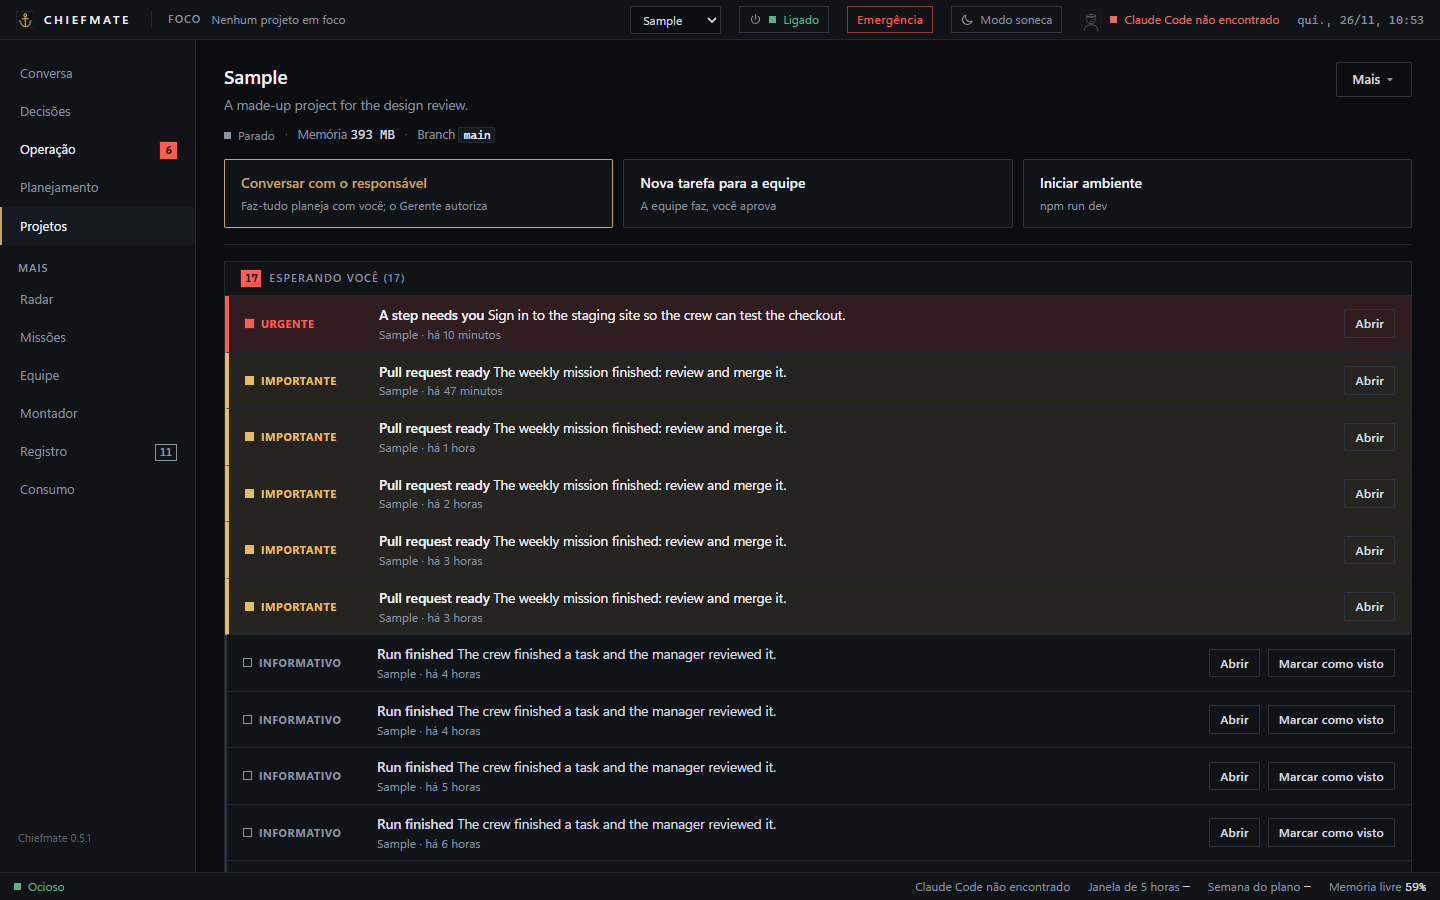 CHIEFMATE
FOCO Nenhum projeto em foco
Sample
Ligado
Emergência
Modo soneca
Claude Code não encontrado
qui., 26/11, 10:53
Conversa
Decisões
Operação 6
Planejamento
Projetos
MAIS
Radar
Missões
Equipe
Montador
Registro 11
Consumo
Chiefmate 0.5.1
Sample
Mais
A made-up project for the design review.
Parado · Memória 393 MB · Branch main
Conversar com o responsável
Faz-tudo planeja com você; o Gerente autoriza
Nova tarefa para a equipe
A equipe faz, você aprova
Iniciar ambiente
npm run dev
17 ESPERANDO VOCÊ (17)
URGENTE
A step needs you Sign in to the staging site so the crew can test the checkout.
Sample · há 10 minutos
Abrir
IMPORTANTE
Pull request ready The weekly mission finished: review and merge it.
Sample · há 47 minutos
Abrir
IMPORTANTE
Pull request ready The weekly mission finished: review and merge it.
Sample · há 1 hora
Abrir
IMPORTANTE
Pull request ready The weekly mission finished: review and merge it.
Sample · há 2 horas
Abrir
IMPORTANTE
Pull request ready The weekly mission finished: review and merge it.
Sample · há 3 horas
Abrir
IMPORTANTE
Pull request ready The weekly mission finished: review and merge it.
Sample · há 3 horas
Abrir
INFORMATIVO
Run finished The crew finished a task and the manager reviewed it.
Sample · há 4 horas
Abrir
Marcar como visto
INFORMATIVO
Run finished The crew finished a task and the manager reviewed it.
Sample · há 4 horas
Abrir
Marcar como visto
INFORMATIVO
Run finished The crew finished a task and the manager reviewed it.
Sample · há 5 horas
Abrir
Marcar como visto
INFORMATIVO
Run finished The crew finished a task and the manager reviewed it.
Sample · há 6 horas
Abrir
Marcar como visto
Ocioso
Claude Code não encontrado
Janela de 5 horas —
Semana do plano —
Memória livre 59%